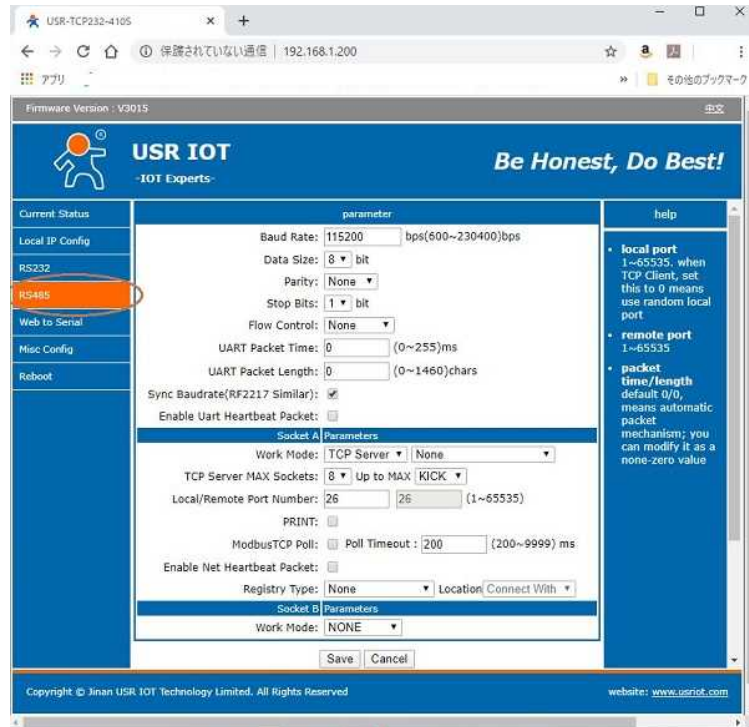 USR-TCP232-410S
保護されていない通信 | 192.168.1.200
アプリ
» その他のブックマーク
Firmware Version : V3015
中文
USR IOT
-IOT Experts-
Be Honest, Do Best!
Current Status
Local IP Config
RS232
RS485
Web to Serial
Misc Config
Reboot
parameter
Baud Rate: 115200 bps(600~230400)bps
Data Size: 8 bit
Parity: None
Stop Bits: 1 bit
Flow Control: None
UART Packet Time: 0 (0~255)ms
UART Packet Length: 0 (0~1460)chars
Sync Baudrate(RF2217 Similar):
Enable Uart Heartbeat Packet:
Socket A Parameters
Work Mode: TCP Server None
TCP Server MAX Sockets: 8 Up to MAX KICK
Local/Remote Port Number: 26 26 (1~65535)
PRINT:
ModbusTCP Poll: Poll Timeout : 200 (200~9999) ms
Enable Net Heartbeat Packet:
Registry Type: None Location Connect With
Socket B Parameters
Work Mode: NONE
Save Cancel
help
• local port
1~65535. when
TCP Client, set
this to 0 means
use random local
port
• remote port
1~65535
• packet
time/length
default 0/0,
means automatic
packet
mechanism; you
can modify it as a
none-zero value
Copyright © Jinan USR IOT Technology Limited. All Rights Reserved
website: www.usriot.com